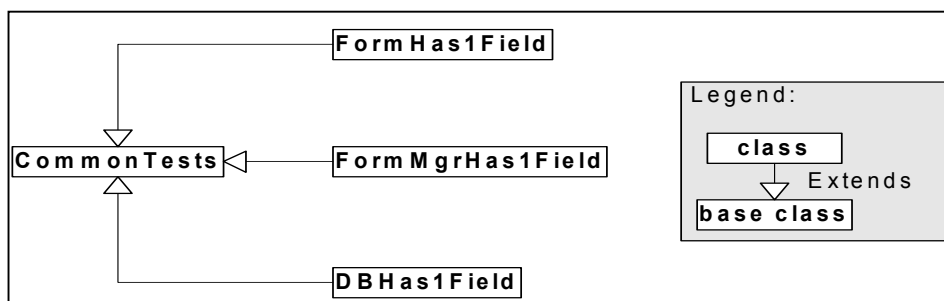 FormHas1Field
CommonTests
FormMgrHas1Field
DBHas1Field
Legend:
class
Extends
base class